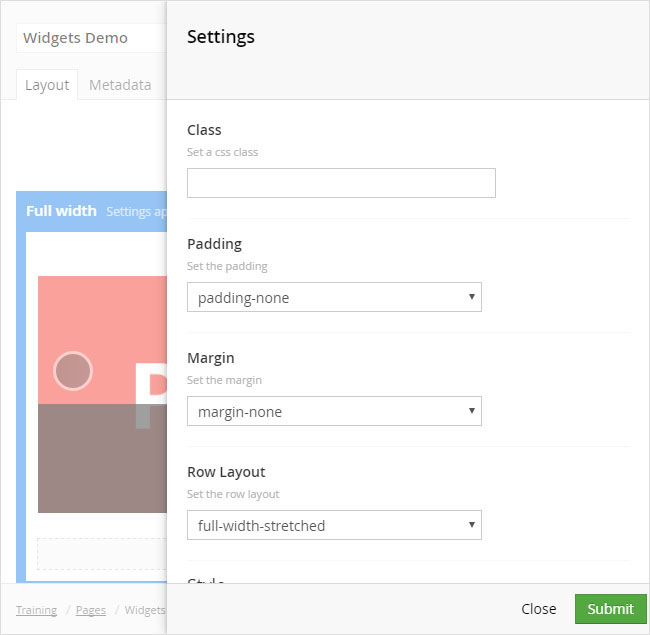 Widgets Demo
Layout Metadata
Full width Settings ap
P
Training / Pages / Widgets
Settings
Class
Set a css class
Padding
Set the padding
padding-none
Margin
Set the margin
margin-none
Row Layout
Set the row layout
full-width-stretched
Style
Close Submit